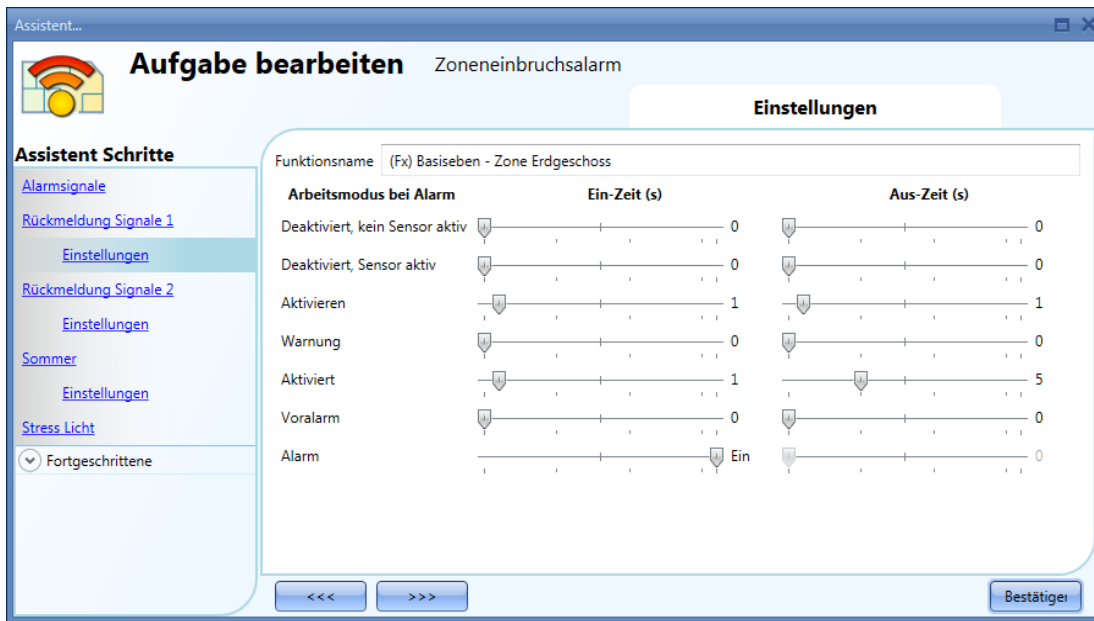 Assistent...
Aufgabe bearbeiten Zoneneinbruchsalarm
Einstellungen
Assistent Schritte
Alarmsignale
Rückmeldung Signale 1
Einstellungen
Rückmeldung Signale 2
Einstellungen
Sommer
Einstellungen
Stress Licht
Fortgeschrittene
Funktionsname (Fx) Basiseben - Zone Erdgeschoss
Arbeitsmodus bei Alarm Ein-Zeit (s) Aus-Zeit (s)
Deaktiviert, kein Sensor aktiv 0 0
Deaktiviert, Sensor aktiv 0 0
Aktivieren 1 1
Warnung 0 0
Aktiviert 1 5
Voralarm 0 0
Alarm Ein 0
<<< >>> Bestätiger